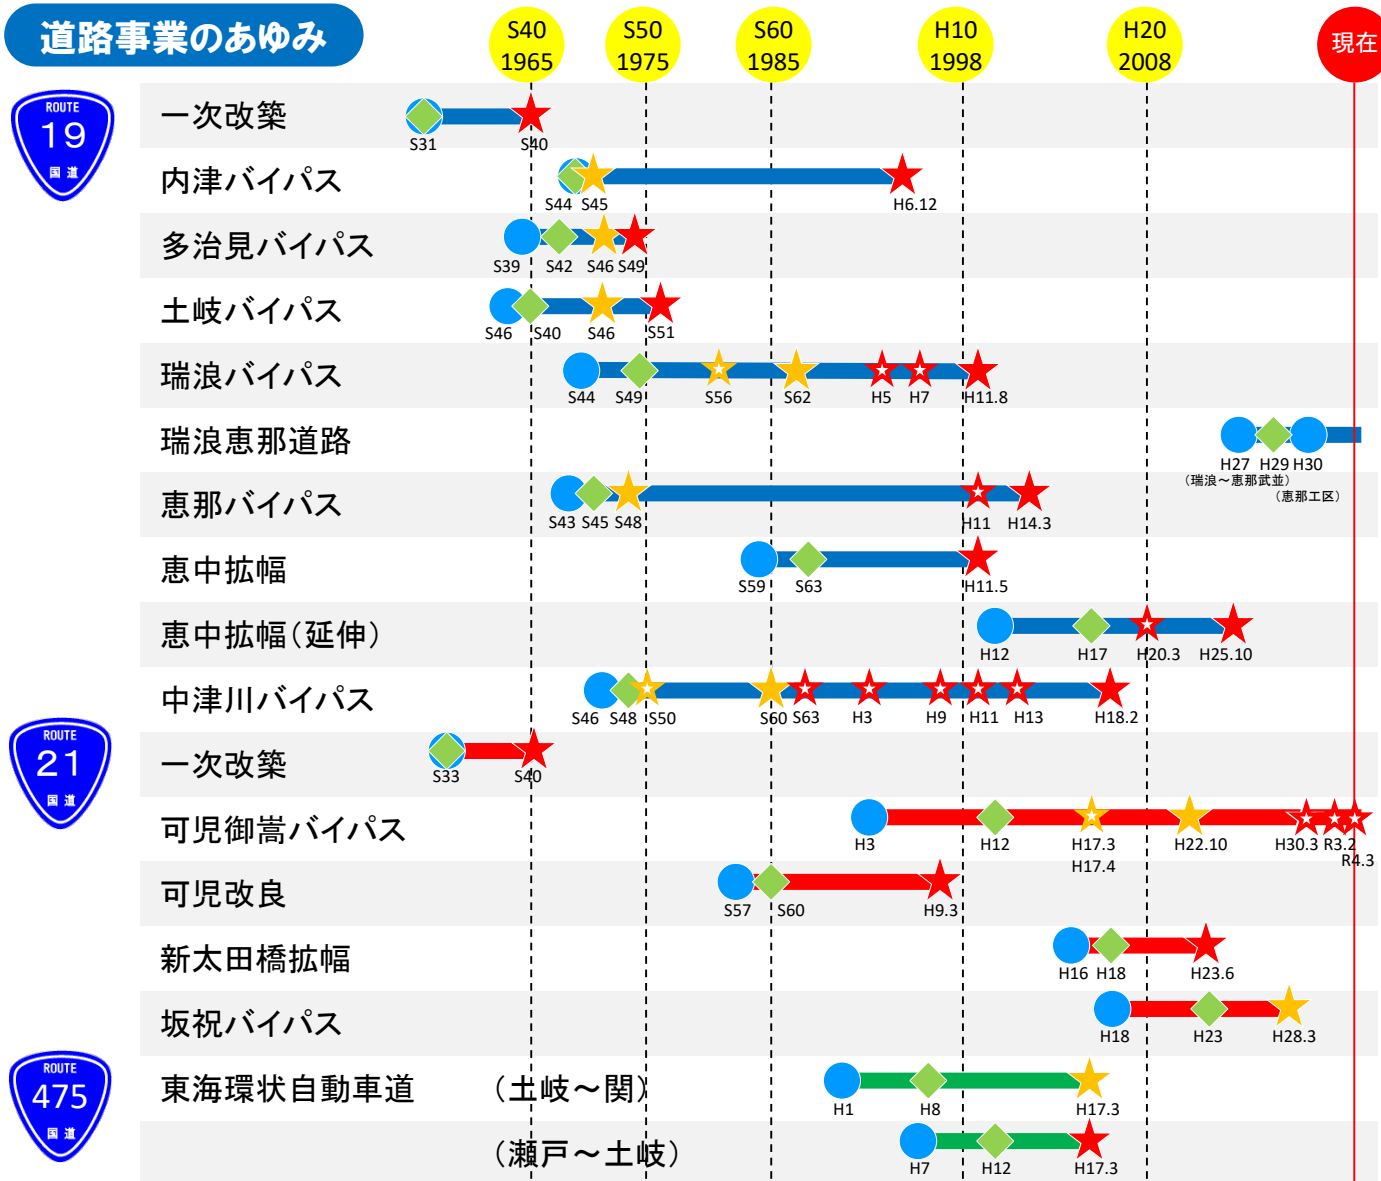 道路事業のあゆみ
S40
1965
S50
1975
S60
1985
H10
1998
H20
2008
現在
ROUTE
19
国道
一次改築
S31
S40
内津バイパス
S44
S45
H6.12
多治見バイパス
S39
S42
S46
S49
土岐バイパス
S46
S40
S46
S51
瑞浪バイパス
S44
S49
S56
S62
H5
H7
H11.8
瑞浪恵那道路
H27
H29
H30
（瑞浪～恵那武並）
（恵那工区）
恵那バイパス
S43
S45
S48
H11
H14.3
恵中拡幅
S59
S63
H11.5
恵中拡幅（延伸）
H12
H17
H20.3
H25.10
中津川バイパス
S46
S48
S50
S60
S63
H3
H9
H11
H13
H18.2
ROUTE
21
国道
一次改築
S33
S40
可児御嵩バイパス
H3
H12
H17.3
H17.4
H22.10
H30.3
R3.2
R4.3
可児改良
S57
S60
H9.3
新太田橋拡幅
H16
H18
H23.6
坂祝バイパス
H18
H23
H28.3
ROUTE
475
国道
東海環状自動車道
（土岐～関）
H1
H8
H17.3
（瀬戸～土岐）
H7
H12
H17.3